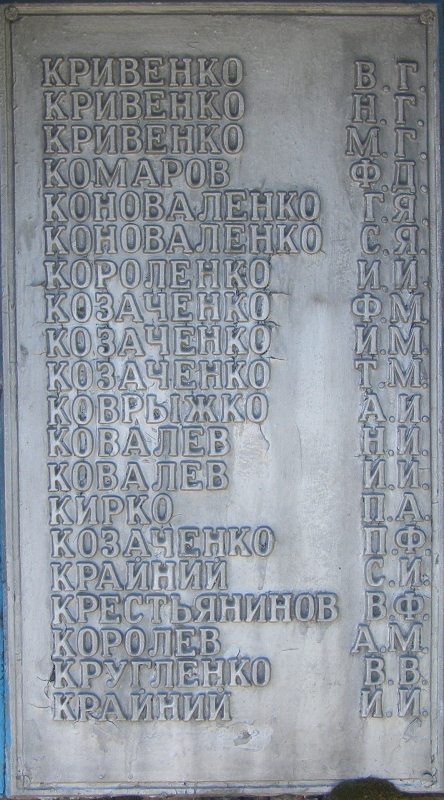 КРИВЕНКО В.Г.
КРИВЕНКО Н.Г.
КРИВЕНКО М.Г.
КОМАРОВ Ф.Д.
КОНОВАЛЕНКО Г.Я.
КОНОВАЛЕНКО С.Я.
КОРОЛЕНКО И.И.
КОЗАЧЕНКО Ф.М.
КОЗАЧЕНКО И.М.
КОЗАЧЕНКО Т.М.
КОВРЫЖКО А.И.
КОВАЛЕВ Н.И.
КОВАЛЕВ И.И.
КИРКО П.А.
КОЗАЧЕНКО П.Ф.
КРАЙНИЙ С.И.
КРЕСТЬЯНИНОВ В.Ф.
КОРОЛЕВ А.М.
КРУГЛЕНКО В.В.
КРАЙНИЙ И.И.